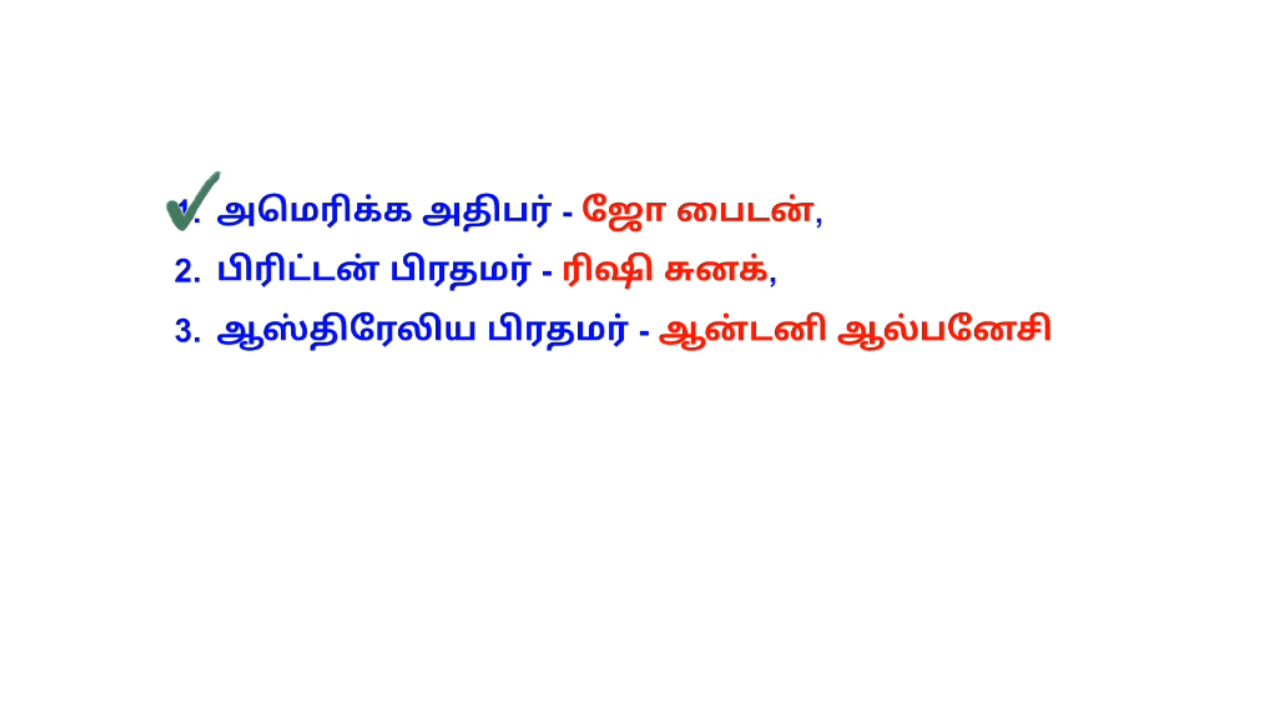 1. அமெரிக்க அதிபர் - ஜோ பைடன்,
2. பிரிட்டன் பிரதமர் - ரிஷி சுனக்,
3. ஆஸ்திரேலிய பிரதமர் - ஆன்டனி ஆல்பனேசி